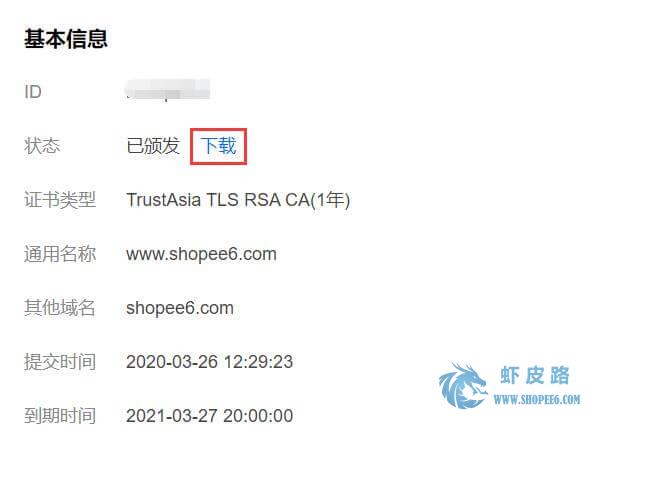 基本信息
ID
状态 已颁发 下载
证书类型 TrustAsia TLS RSA CA(1年)
通用名称 www.shopee6.com
其他域名 shopee6.com
提交时间 2020-03-26 12:29:23
到期时间 2021-03-27 20:00:00
虾皮路
WWW.SHOPEE6.COM